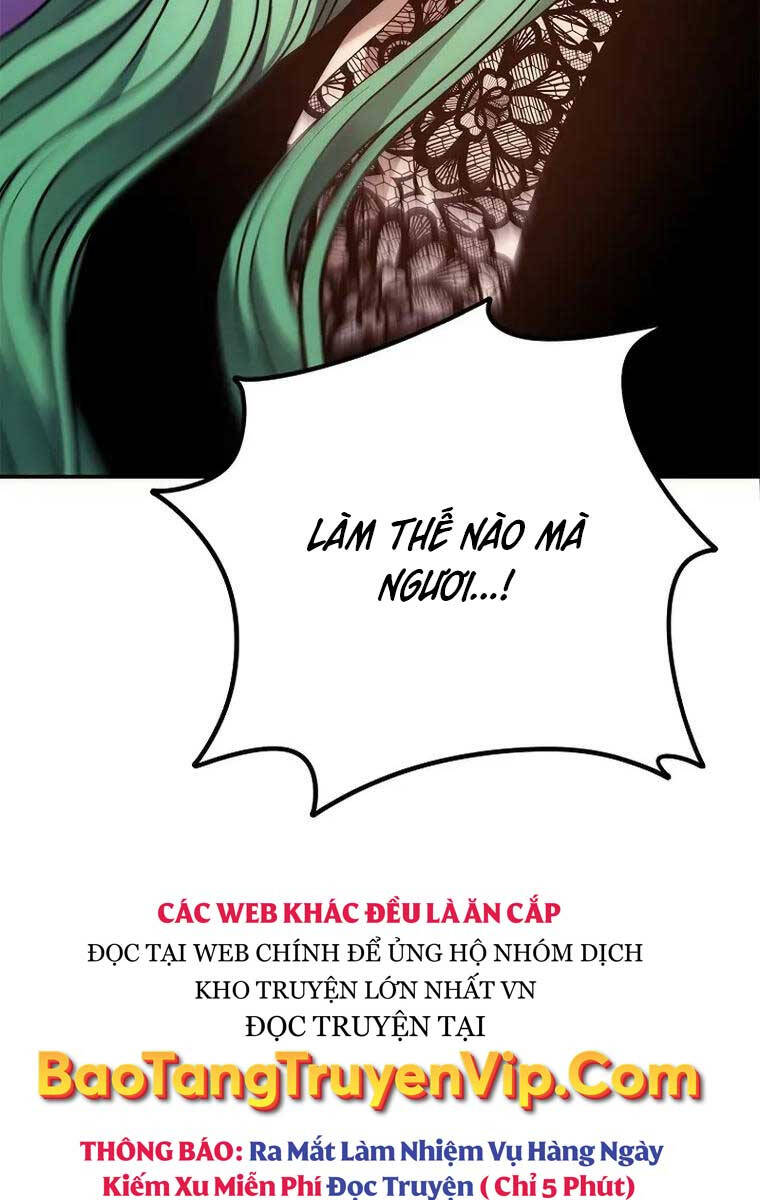 LÀM THẾ NÀO MÀ
NGƯƠI...!
CÁC WEB KHÁC ĐỀU LÀ ĂN CẮP
ĐỌC TẠI WEB CHÍNH ĐỂ ỦNG HỘ NHÓM DỊCH
KHO TRUYỆN LỚN NHẤT VN
ĐỌC TRUYỆN TẠI
BaoTangTruyenVip.Com
THÔNG BÁO: Ra Mắt Làm Nhiệm Vụ Hàng Ngày
Kiếm Xu Miễn Phí Đọc Truyện ( Chỉ 5 Phút)